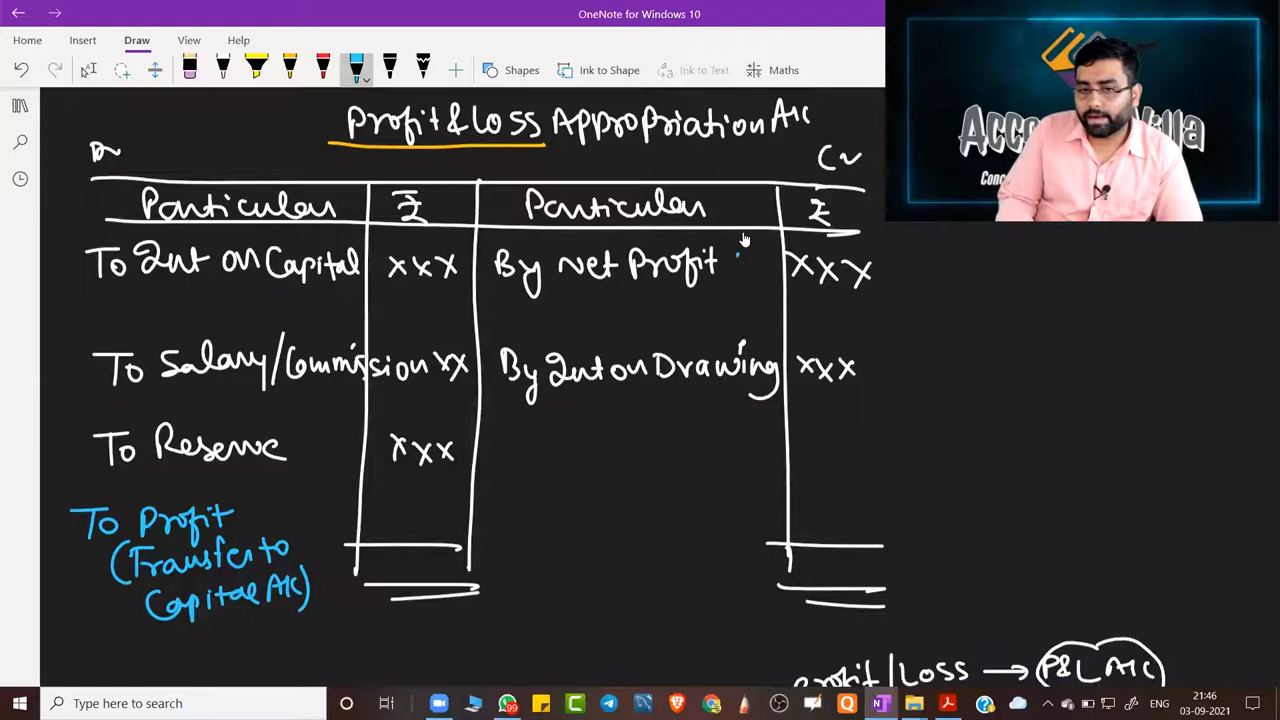 OneNote for Windows 10
Home Insert Draw View Help
Shapes Ink to Shape Ink to Text Maths
Profit & Loss Appropriation A/c
Dr
Cr
Particular ₹ Particular ₹
To Int on Capital xxx By Net Profit xxx
To Salary/Commission xx By Int on Drawing xxx
To Reserve xxx
To Profit
(Transfer to
Capital A/c)
profit/Loss → P&L A/c
Type here to search
99
ENG
21:46
03-09-2021